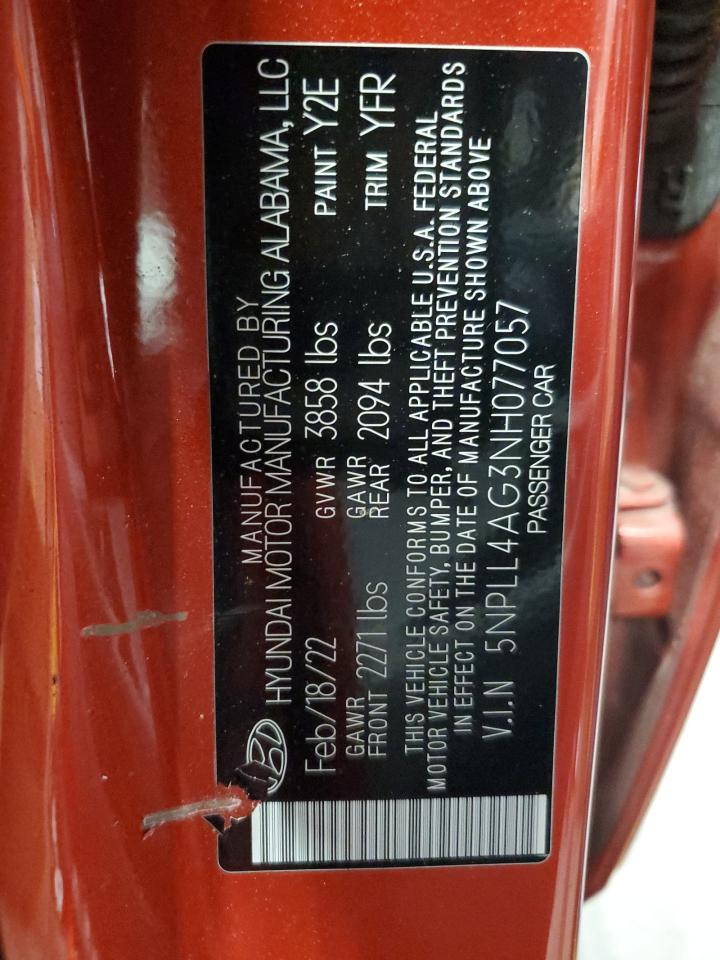 MANUFACTURED BY
HYUNDAI MOTOR MANUFACTURING ALABAMA, LLC
Feb/18/22 GVWR 3858 lbs PAINT Y2E
GAWR FRONT 2271 lbs GAWR REAR 2094 lbs TRIM YFR
THIS VEHICLE CONFORMS TO ALL APPLICABLE U.S.A. FEDERAL
MOTOR VEHICLE SAFETY, BUMPER, AND THEFT PREVENTION STANDARDS
IN EFFECT ON THE DATE OF MANUFACTURE SHOWN ABOVE
V.I.N 5NPLL4AG3NH077057
PASSENGER CAR